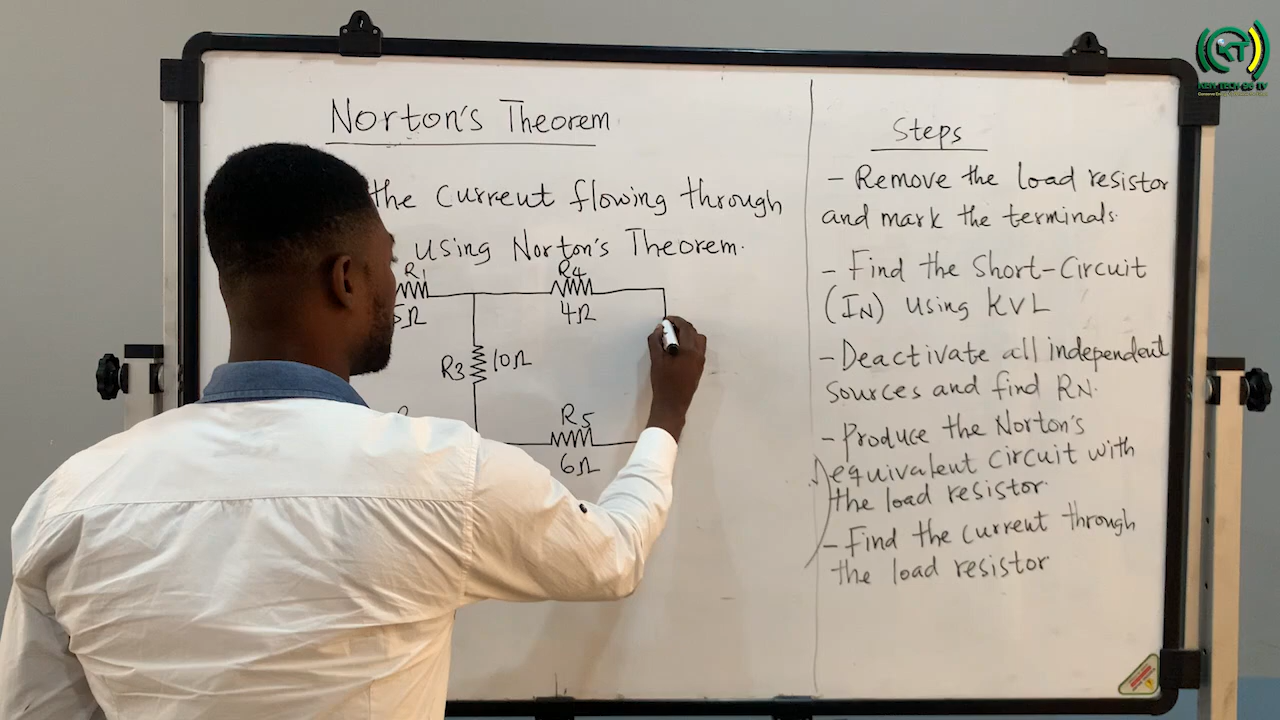 Norton's Theorem
the current flowing through
using Norton's Theorem.
R1
R4
5Ω
4Ω
R3
10Ω
R5
6Ω
Steps
- Remove the load resistor
and mark the terminals.
- Find the Short-Circuit
(IN) using KVL
- Deactivate all independent
sources and find RN.
- Produce the Norton's
equivalent circuit with
the load resistor.
- Find the current through
the load resistor
KT